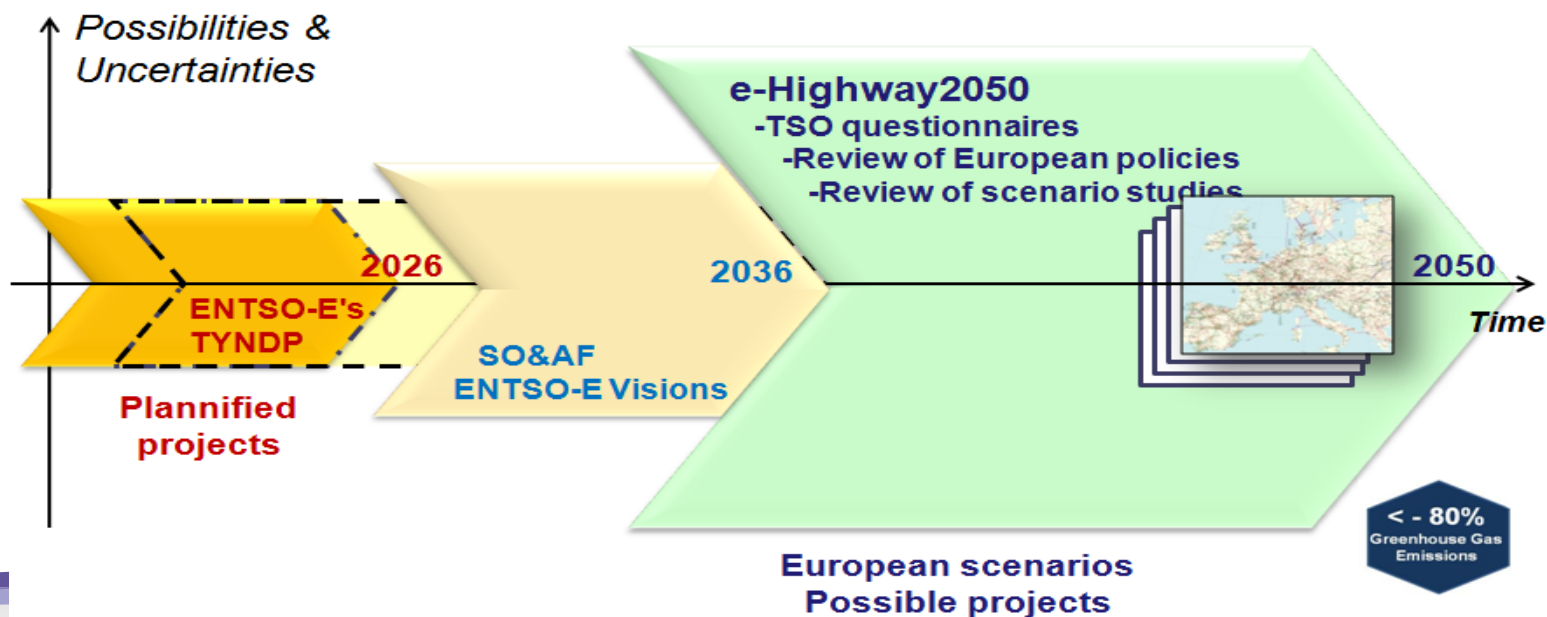 Possibilities &
Uncertainties
e-Highway2050
-TSO questionnaires
-Review of European policies
-Review of scenario studies
2026
2036
2050
Time
ENTSO-E's
TYNDP
SO&AF
ENTSO-E Visions
Plannified
projects
< - 80%
Greenhouse Gas
Emissions
European scenarios
Possible projects